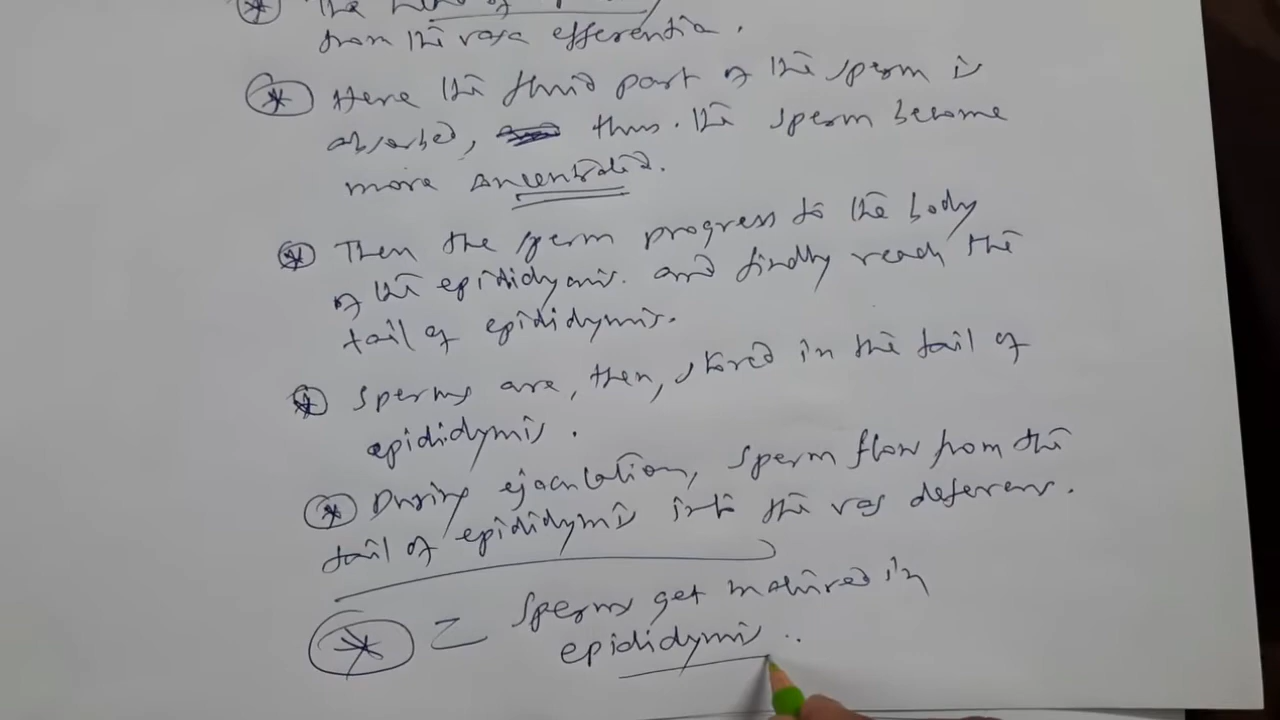 The
from the vasa efferentia.
Here the fluid part of the sperm is
absorbed, thus. the sperm become
more concentrated.
Then the sperm progress to the body
of the epididymis. and finally reach the
tail of epididymis.
Sperms are, then, stored in the tail of
epididymis.
During ejaculation, sperm flow from the
tail of epididymis into the vas deferens.
Sperms get matured in
epididymis..